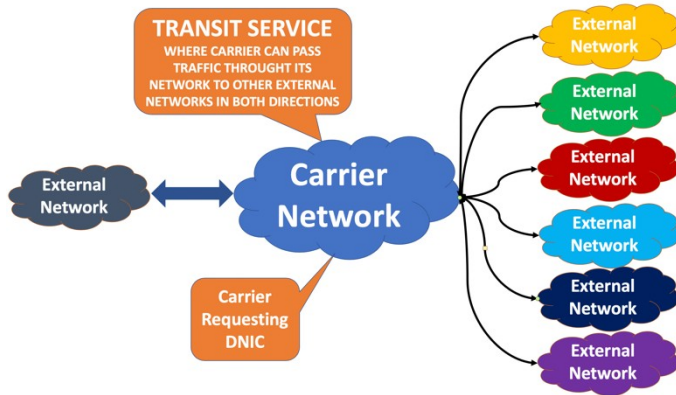 TRANSIT SERVICE
WHERE CARRIER CAN PASS
TRAFFIC THROUGHT ITS
NETWORK TO OTHER EXTERNAL
NETWORKS IN BOTH DIRECTIONS
External
Network
Carrier
Network
Carrier
Requesting
DNIC
External
Network
External
Network
External
Network
External
Network
External
Network
External
Network